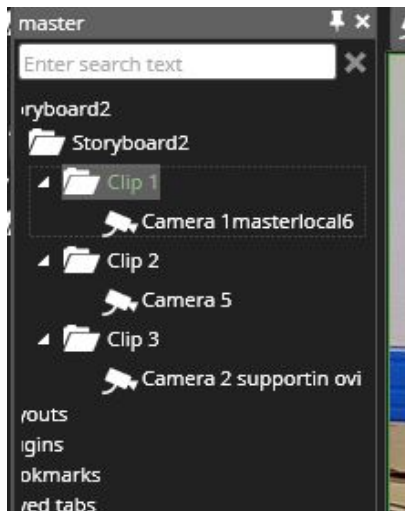 master
Enter search text
ryboard2
Storyboard2
Clip 1
Camera 1masterlocal6
Clip 2
Camera 5
Clip 3
Camera 2 supportin ovi
youts
gins
okmarks
ved tabs